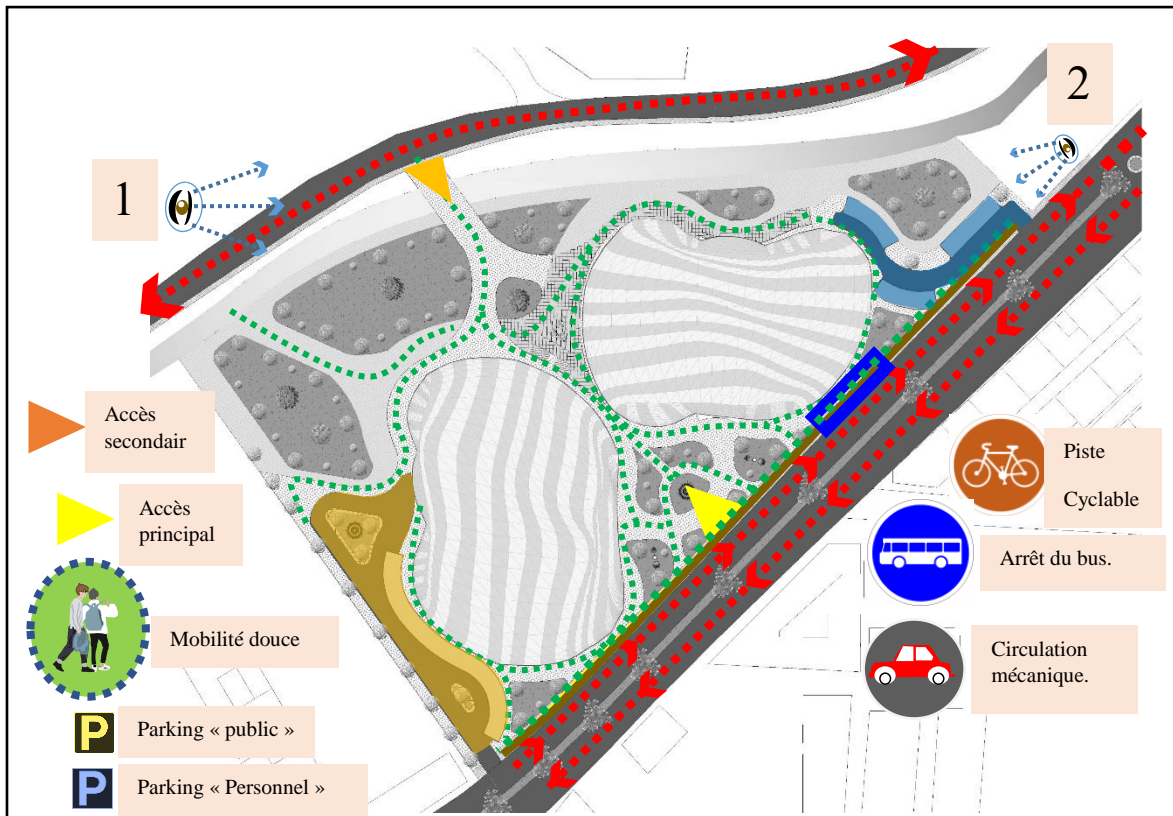 1
2
Accès
secondair
Accès
principal
Mobilité douce
P
Parking « public »
P
Parking « Personnel »
Piste
Cyclable
Arrêt du bus.
Circulation
mécanique.